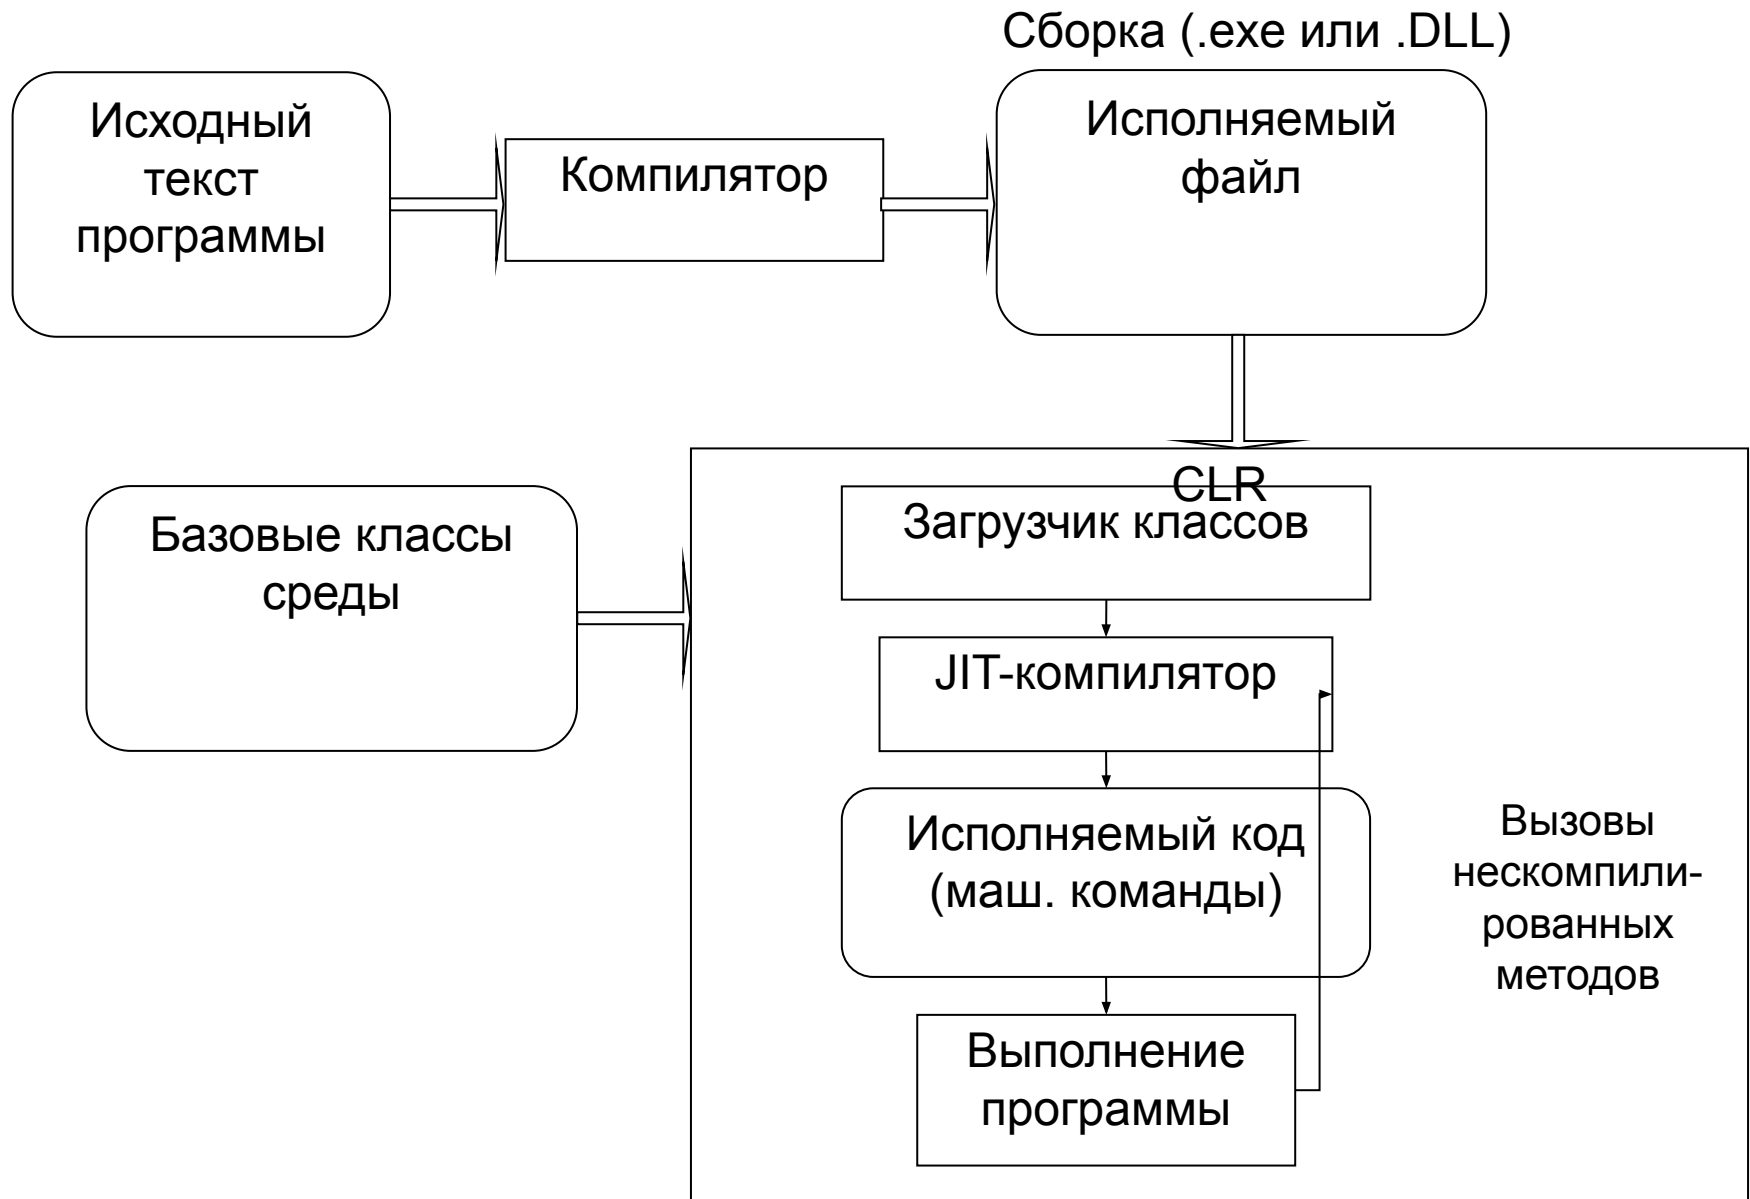 Сборка (.exe или .DLL)
Исходный
текст
программы
Компилятор
Исполняемый
файл
Базовые классы
среды
CLR
Загрузчик классов
JIT-компилятор
Исполняемый код
(маш. команды)
Выполнение
программы
Вызовы
нескомпили-
рованных
методов